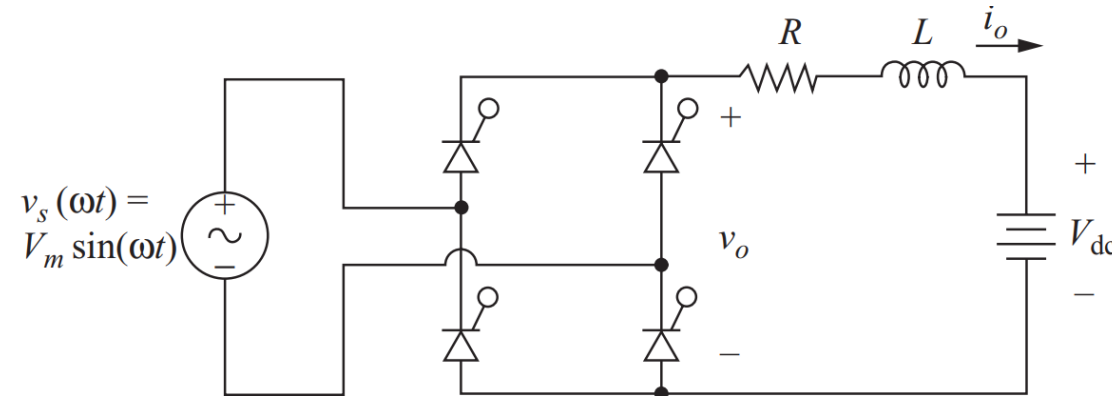 R
L
i_o
+
+
v_s (ωt) =
V_m sin(ωt)
+
−
v_o
V_dc
−
−